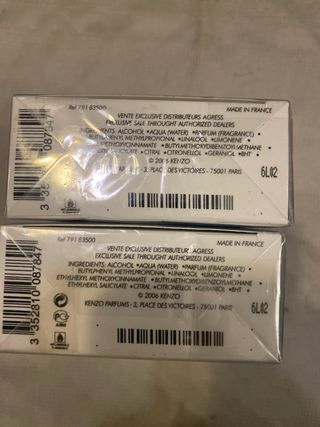 Ref 791 83500
MADE IN FRANCE
VENTE EXCLUSIVE DISTRIBUTEURS AGREES
EXCLUSIVE SALE THROUGHT AUTHORIZED DEALERS
INGREDIENTS: ALCOHOL •AQUA (WATER) •PARFUM (FRAGRANCE)
•BUTYLPHENYL METHYLPROPIONAL •LINALOOL •LIMONENE •
METHOXYCINNAMATE •BUTYLMETHOXYDIBENZOYLMETHANE
SALICYLATE •CITRAL •CITRONELLOL •GERANIOL •BHT
© 2006 KENZO
PARFUMS - 3, PLACE DES VICTOIRES - 75001 PARIS
6L02
Ref 791 83500
MADE IN FRANCE
VENTE EXCLUSIVE DISTRIBUTEURS AGRESS
EXCLUSIVE SALE THROUGHT AUTHORIZED DEALERS
INGREDIENTS: ALCOHOL •AQUA (WATER) •PARFUM (FRAGRANCE) •
BUTYLPHENYL METHYLPROPIONAL •LINALOOL •LIMONENE •
ETHYLHEXYL METHOXYCINNAMATE •BUTYLMETHOXYDIBENZOYLMETHANE
•ETHYLHEXYL SALICYLATE •CITRAL •CITRONELLOL •GERANIOL •BHT
© 2006 KENZO
KENZO PARFUMS - 3, PLACE DES VICTOIRES - 75001 PARIS
6L02
3 352810 087847